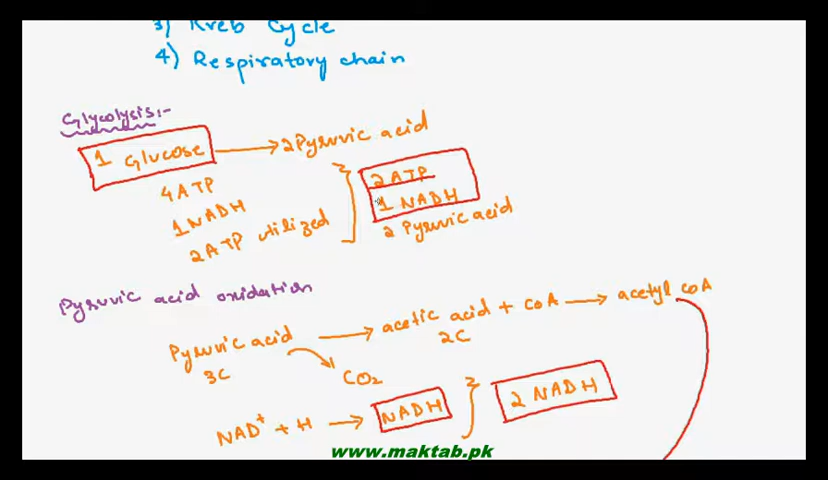 3) Kreb Cycle
4) Respiratory chain
Glycolysis:-
1 Glucose → 2 Pyruvic acid
4 ATP
1 NADH
2 ATP utilized
2 ATP
1 NADH
2 Pyruvic acid
Pyruvic acid oxidation
Pyruvic acid → acetic acid + CoA → acetyl coA
3C
2C
CO2
NAD+ + H → NADH
2 NADH
www.maktab.pk